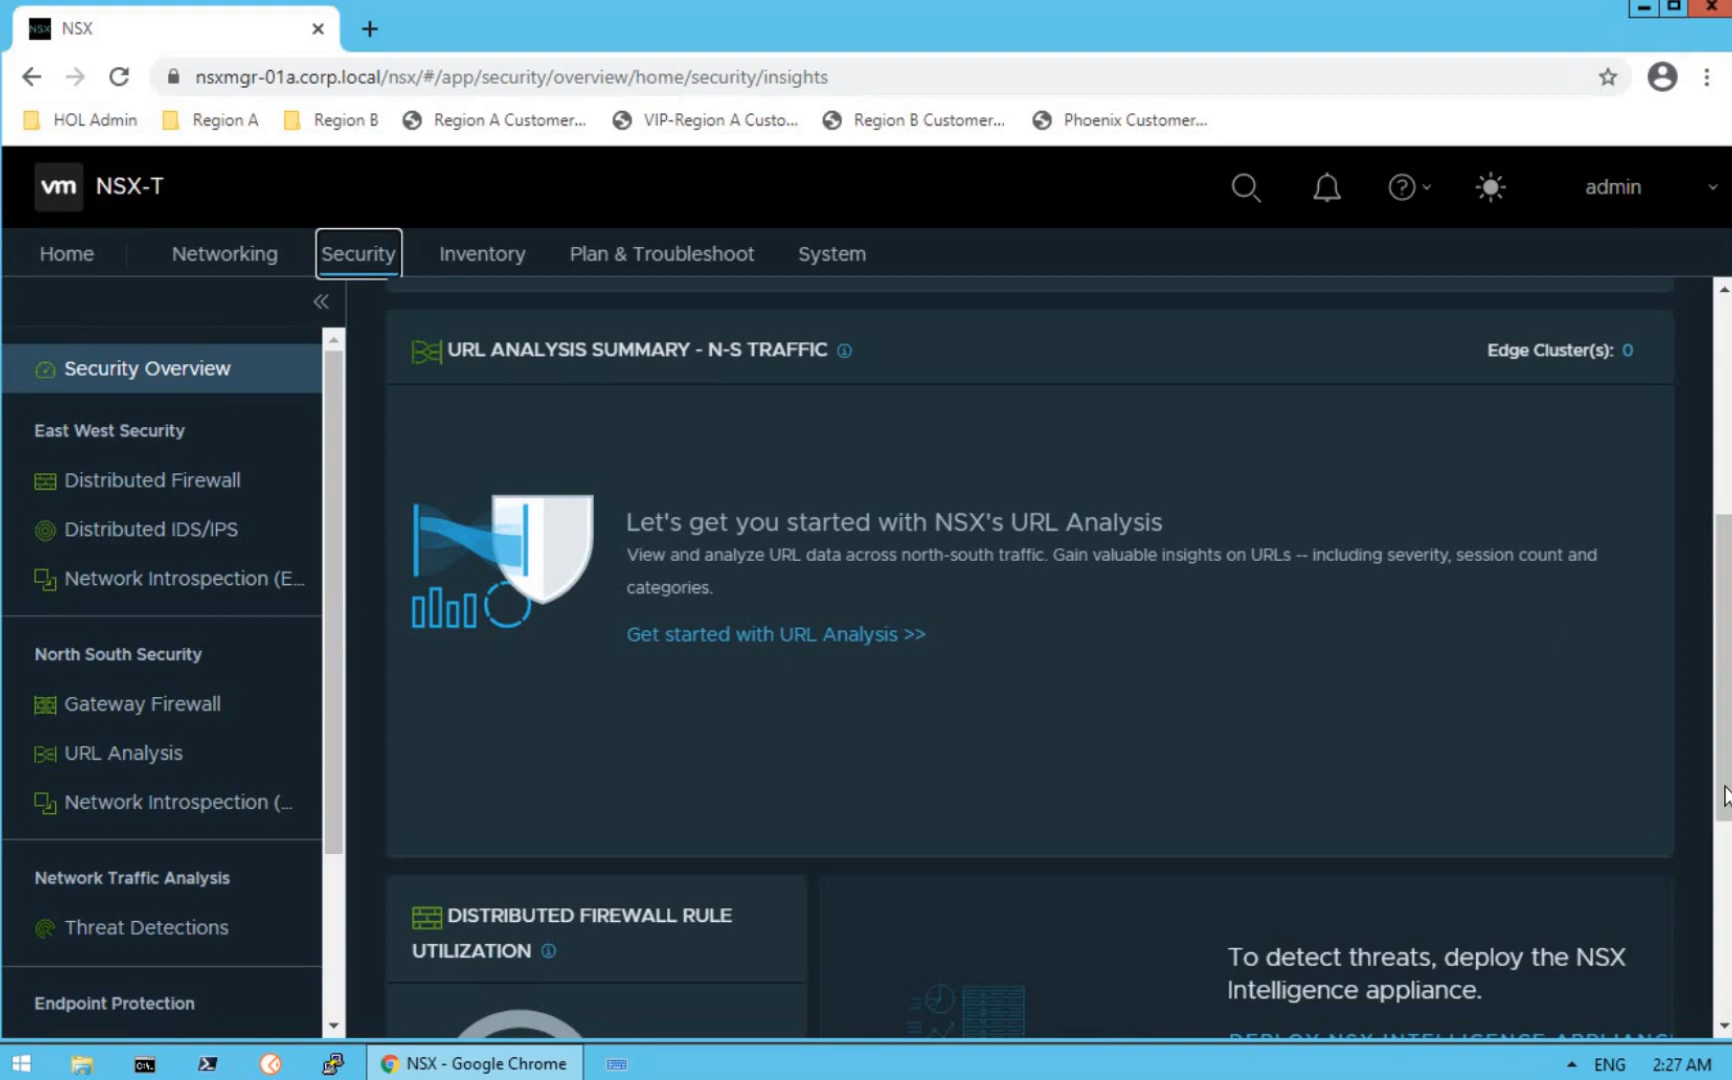 NSX
nsxmgr-01a.corp.local/nsx/#/app/security/overview/home/security/insights
HOL Admin Region A Region B Region A Customer... VIP-Region A Custo... Region B Customer... Phoenix Customer...
vm NSX-T admin
Home Networking Security Inventory Plan & Troubleshoot System
Security Overview
East West Security
Distributed Firewall
Distributed IDS/IPS
Network Introspection (E...
North South Security
Gateway Firewall
URL Analysis
Network Introspection (...
Network Traffic Analysis
Threat Detections
Endpoint Protection
URL ANALYSIS SUMMARY - N-S TRAFFIC Edge Cluster(s): 0
Let's get you started with NSX's URL Analysis
View and analyze URL data across north-south traffic. Gain valuable insights on URLs -- including severity, session count and
categories.
Get started with URL Analysis >>
DISTRIBUTED FIREWALL RULE
UTILIZATION
To detect threats, deploy the NSX
Intelligence appliance.
DEPLOY NSX INTELLIGENCE APPLIANC
NSX - Google Chrome ENG 2:27 AM